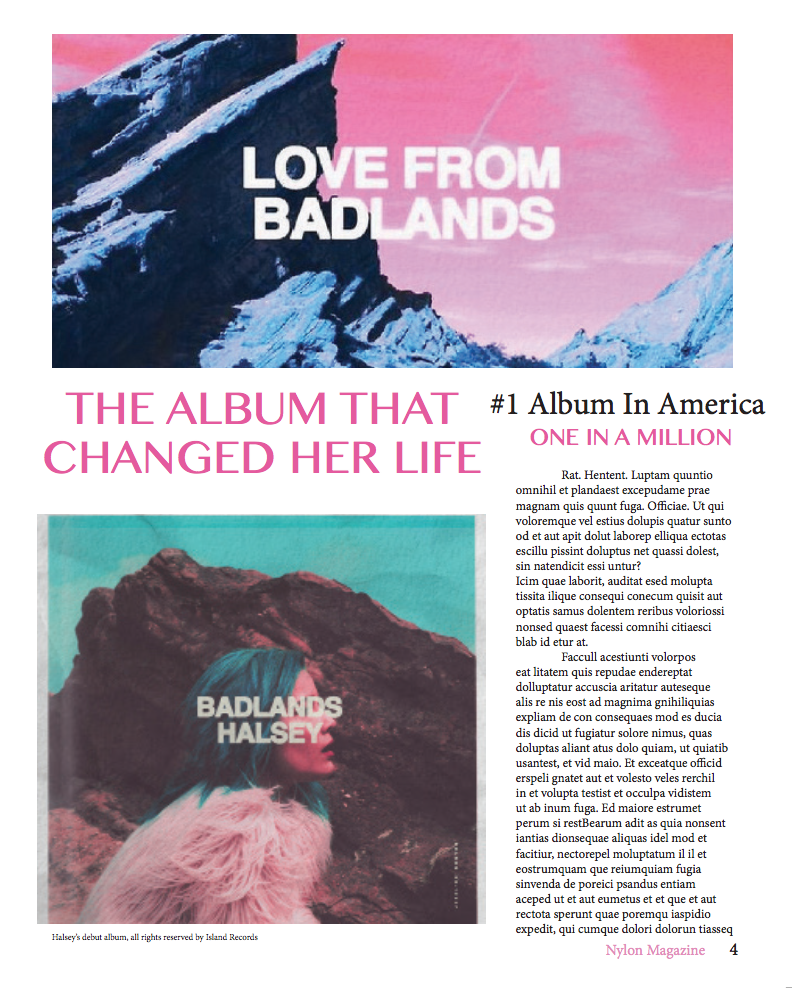 LOVE FROM
BADLANDS
THE ALBUM THAT
CHANGED HER LIFE
BADLANDS
HALSEY
Halsey's debut album, all rights reserved by Island Records
#1 Album In America
ONE IN A MILLION
Rat. Hentent. Luptam quuntio
omnihil et plandaest excepudame prae
magnam quis quunt fuga. Officiae. Ut qui
voloremque vel estius dolupis quatur sunto
od et aut apit dolut laborep elliqua ectotas
escillu pissint doluptus net quassi dolest,
sin natendicit essi untur?
Icim quae laborit, auditat esed molupta
tissita ilique consequi conecum quisit aut
optatis samus dolentem reribus voloriossi
nonsed quaest facessi comnihi citiaesci
blab id etur at.
Faccull acestiunti volorpos
eat litatem quis repudae endereptat
dolluptatur accuscia aritatur auteseque
alis re nis eost ad magnima gnihiliquias
expliam de con consequaes mod es ducia
dis dicid ut fugiatur solore nimus, quas
doluptas aliant atus dolo quiam, ut quiatib
usantest, et vid maio. Et exceatque officid
erspeli gnatet aut et volesto veles rerchil
in et volupta testist et occulpa vidistem
ut ab inum fuga. Ed maiore estrumet
perum si restBearum adit as quia nonsent
iantias dionsequae aliquas idel mod et
facitiur, nectorepel moluptatum il il et
eostrumquam que reiumquiam fugia
sinvenda de poreici psandus entiam
aceped ut et aut eumetus et et que et aut
rectota sperunt quae poremqu iaspidio
expedit, qui cumque dolori dolorun tiasseq
Nylon Magazine 4